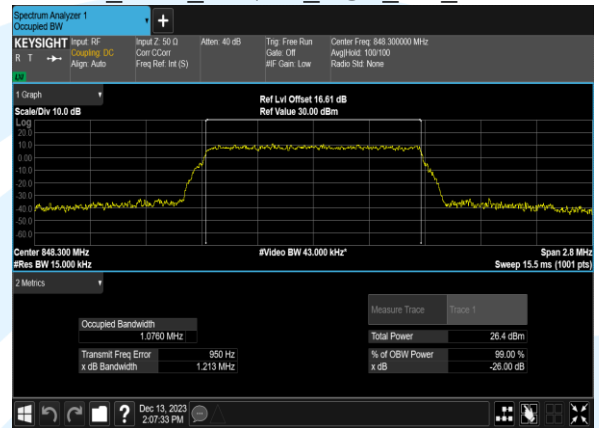 Spectrum Analyzer 1
Occupied BW
+
KEYSIGHT Input: RF Input Z: 50 Ω Atten: 40 dB Trig: Free Run Center Freq: 848.300000 MHz
R T Coupling: DC Corr CCorr Gate: Off Avg|Hold: 100/100
Align: Auto Freq Ref: Int (S) #IF Gain: Low Radio Std: None
LV
1 Graph
Ref Lvl Offset 16.61 dB
Scale/Div 10.0 dB Ref Value 30.00 dBm
Log
20.0
10.0
0.00
-10.0
-20.0
-30.0
-40.0
-50.0
-60.0
Center 848.300 MHz #Video BW 43.000 kHz* Span 2.8 MHz
#Res BW 15.000 kHz Sweep 15.5 ms (1001 pts)
2 Metrics
Measure Trace Trace 1
Occupied Bandwidth
1.0760 MHz Total Power 26.4 dBm
Transmit Freq Error 950 Hz % of OBW Power 99.00 %
x dB Bandwidth 1.213 MHz x dB -26.00 dB
? Dec 13, 2023
2:07:33 PM